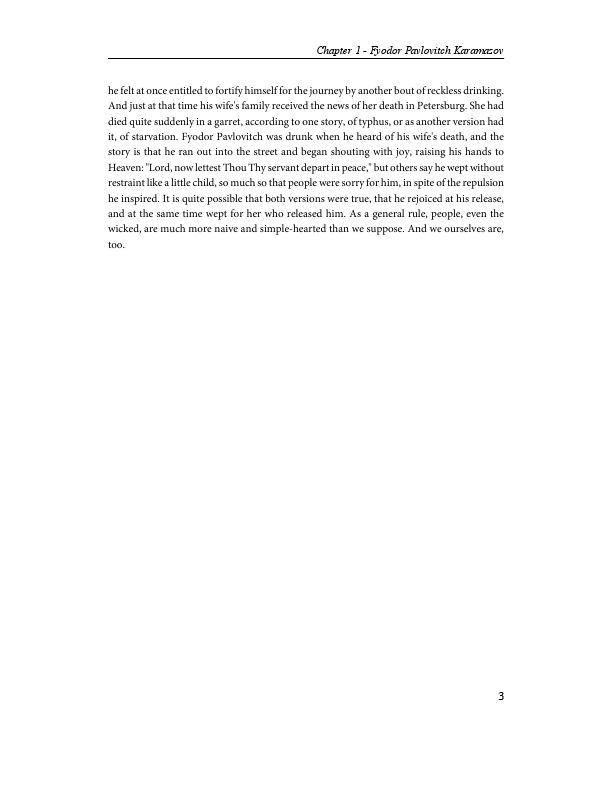 Chapter 1 - Fyodor Pavlovitch Karamazov
he felt at once entitled to fortify himself for the journey by another bout of reckless drinking.
And just at that time his wife's family received the news of her death in Petersburg. She had
died quite suddenly in a garret, according to one story, of typhus, or as another version had
it, of starvation. Fyodor Pavlovitch was drunk when he heard of his wife's death, and the
story is that he ran out into the street and began shouting with joy, raising his hands to
Heaven: "Lord, now lettest Thou Thy servant depart in peace," but others say he wept without
restraint like a little child, so much so that people were sorry for him, in spite of the repulsion
he inspired. It is quite possible that both versions were true, that he rejoiced at his release,
and at the same time wept for her who released him. As a general rule, people, even the
wicked, are much more naive and simple-hearted than we suppose. And we ourselves are,
too.
3